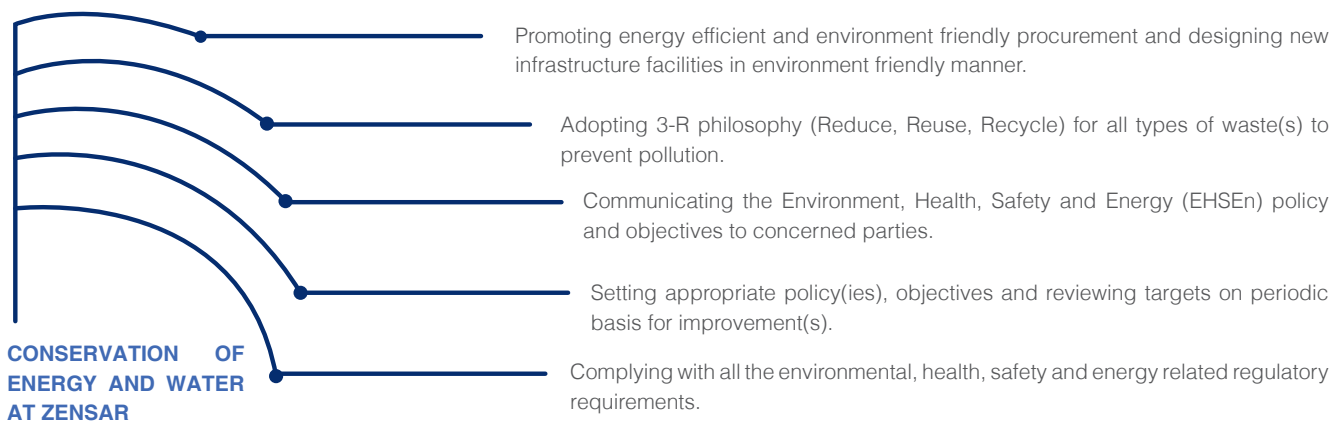 Promoting energy efficient and environment friendly procurement and designing new
infrastructure facilities in environment friendly manner.
Adopting 3-R philosophy (Reduce, Reuse, Recycle) for all types of waste(s) to
prevent pollution.
Communicating the Environment, Health, Safety and Energy (EHSEn) policy
and objectives to concerned parties.
Setting appropriate policy(ies), objectives and reviewing targets on periodic
basis for improvement(s).
Complying with all the environmental, health, safety and energy related regulatory
requirements.
CONSERVATION OF
ENERGY AND WATER
AT ZENSAR